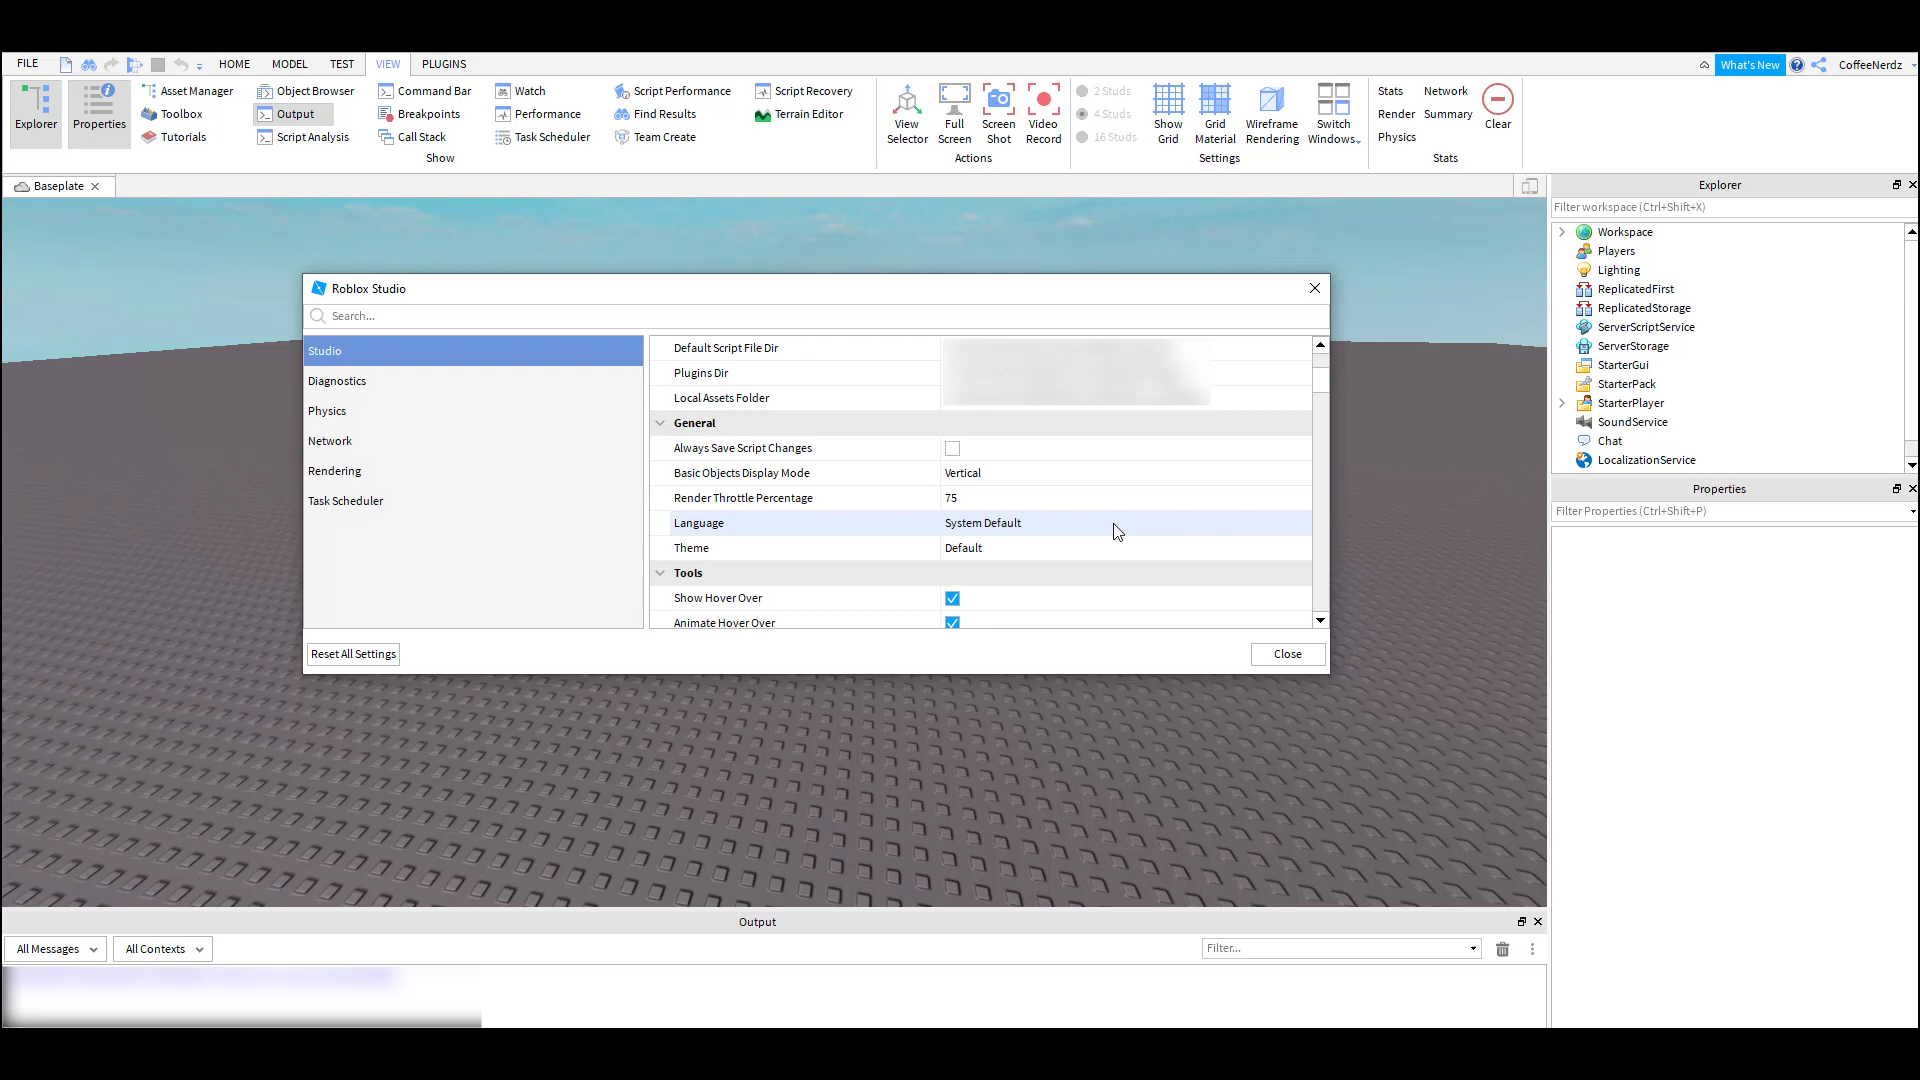 FILE HOME MODEL TEST VIEW PLUGINS What's New CoffeeNerdz
Explorer
Properties
Asset Manager
Toolbox
Tutorials
Object Browser
Output
Script Analysis
Command Bar
Breakpoints
Call Stack
Watch
Performance
Task Scheduler
Script Performance
Find Results
Team Create
Script Recovery
Terrain Editor
Show
View
Selector
Full
Screen
Screen
Shot
Video
Record
Actions
2 Studs
4 Studs
16 Studs
Show
Grid
Grid
Material
Wireframe
Rendering
Switch
Windows
Settings
Stats Network
Render Summary
Physics
Clear
Stats
Baseplate
Roblox Studio
Search...
Studio
Diagnostics
Physics
Network
Rendering
Task Scheduler
Default Script File Dir
Plugins Dir
Local Assets Folder
General
Always Save Script Changes
Basic Objects Display Mode Vertical
Render Throttle Percentage 75
Language System Default
Theme Default
Tools
Show Hover Over
Animate Hover Over
Reset All Settings
Close
Explorer
Filter workspace (Ctrl+Shift+X)
Workspace
Players
Lighting
ReplicatedFirst
ReplicatedStorage
ServerScriptService
ServerStorage
StarterGui
StarterPack
StarterPlayer
SoundService
Chat
LocalizationService
Properties
Filter Properties (Ctrl+Shift+P)
Output
All Messages All Contexts Filter...